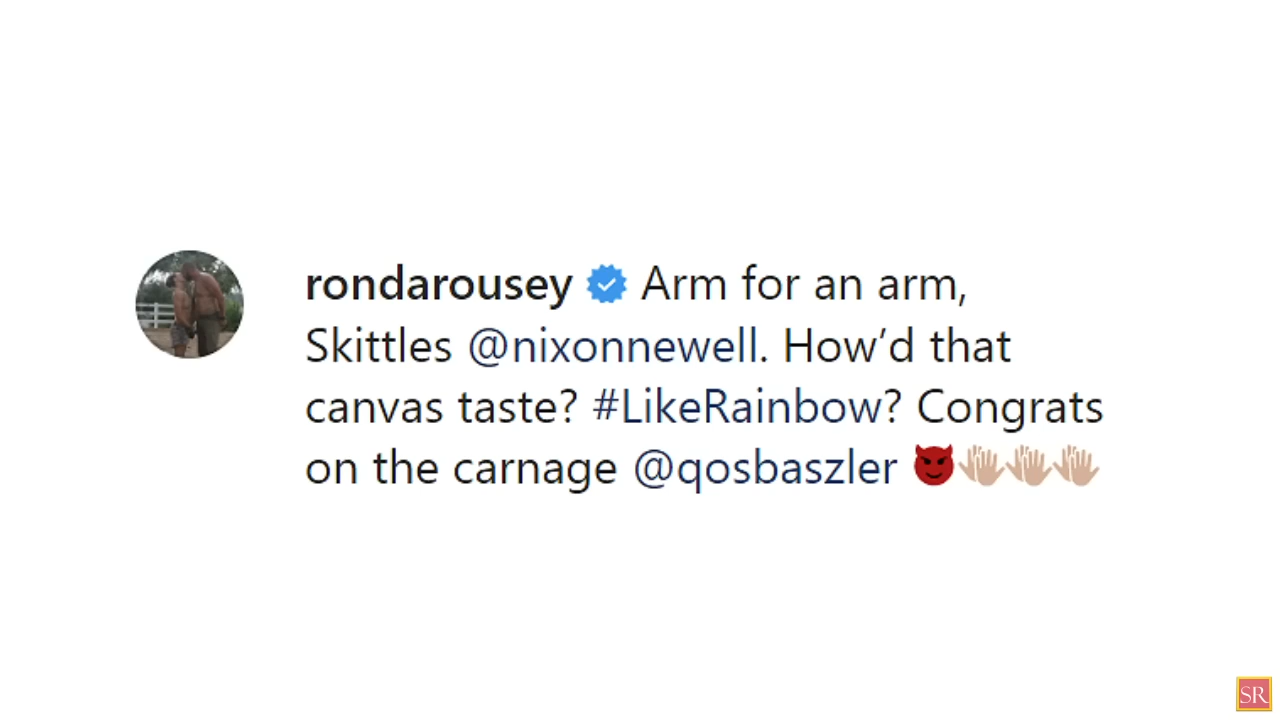 rondarousey Arm for an arm,
Skittles @nixonnewell. How’d that
canvas taste? #LikeRainbow? Congrats
on the carnage @qosbaszler 😈👏🏼👏🏼👏🏼
SR